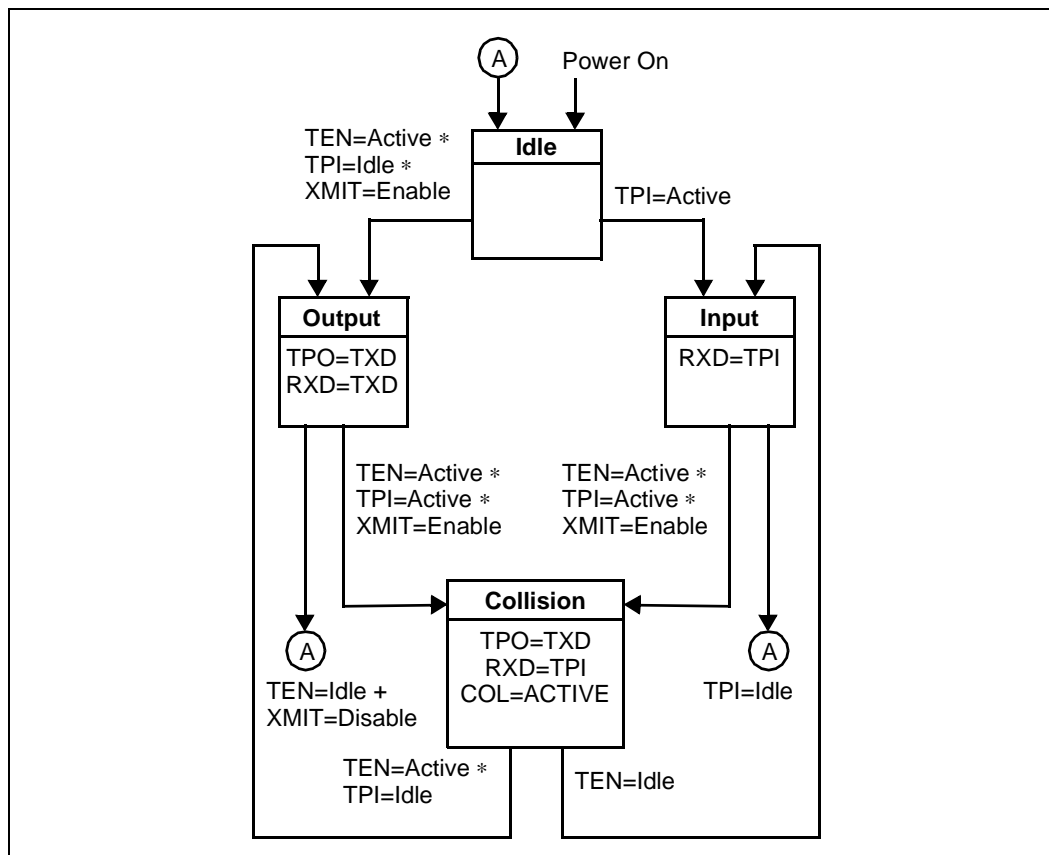 A
Power On
TEN=Active *
TPI=Idle *
XMIT=Enable
Idle
TPI=Active
Output
TPO=TXD
RXD=TXD
Input
RXD=TPI
TEN=Active *
TPI=Active *
XMIT=Enable
TEN=Active *
TPI=Active *
XMIT=Enable
Collision
TPO=TXD
RXD=TPI
COL=ACTIVE
A
TEN=Idle +
XMIT=Disable
A
TPI=Idle
TEN=Active *
TPI=Idle
TEN=Idle